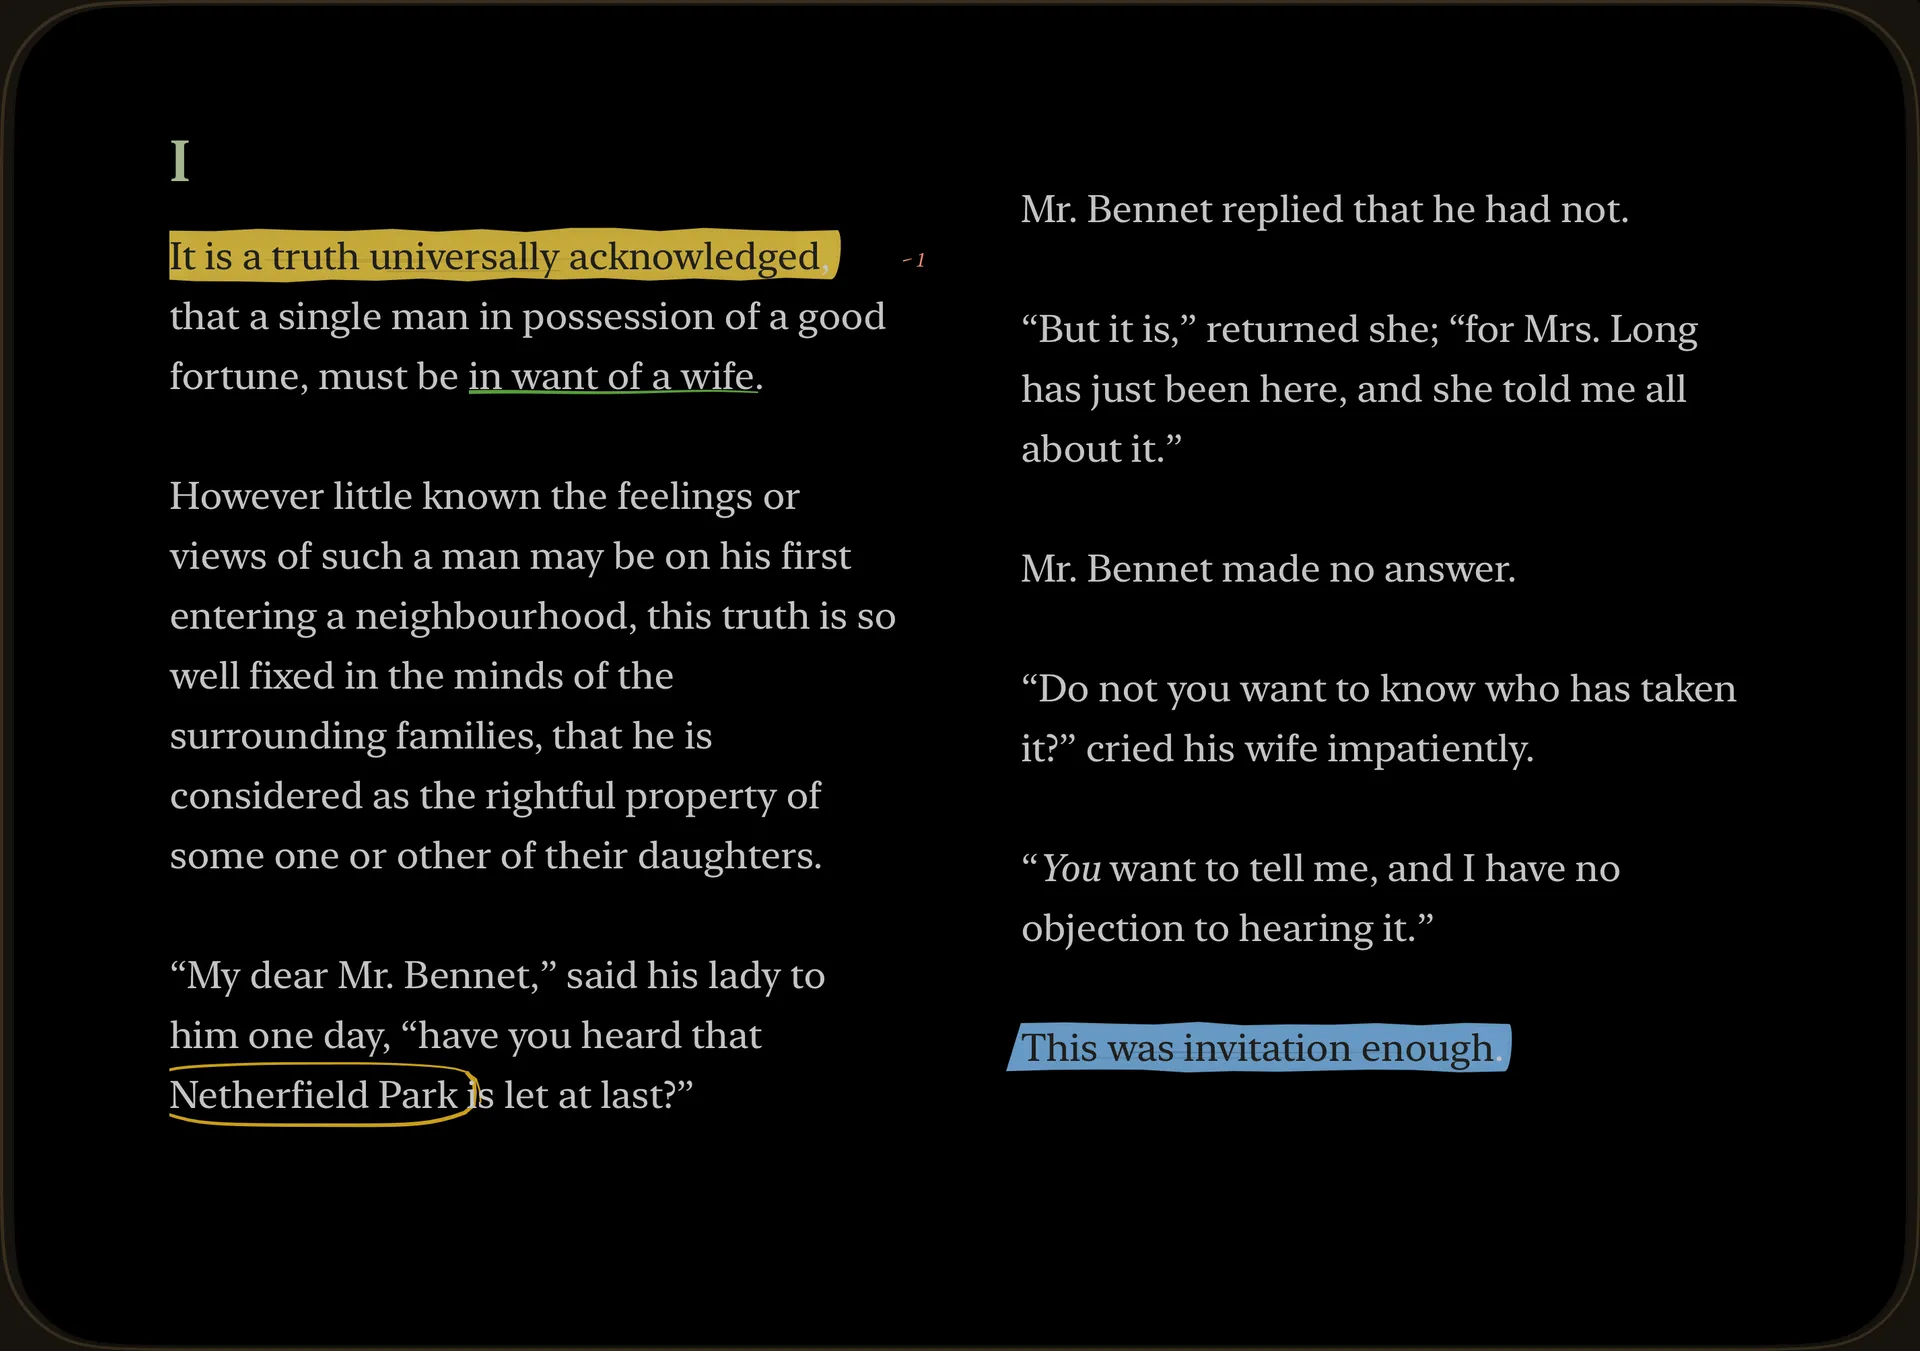 I
It is a truth universally acknowledged,
~1
that a single man in possession of a good
fortune, must be in want of a wife.
However little known the feelings or
views of such a man may be on his first
entering a neighbourhood, this truth is so
well fixed in the minds of the
surrounding families, that he is
considered as the rightful property of
some one or other of their daughters.
“My dear Mr. Bennet,” said his lady to
him one day, “have you heard that
Netherfield Park is let at last?”
Mr. Bennet replied that he had not.
“But it is,” returned she; “for Mrs. Long
has just been here, and she told me all
about it.”
Mr. Bennet made no answer.
“Do not you want to know who has taken
it?” cried his wife impatiently.
“You want to tell me, and I have no
objection to hearing it.”
This was invitation enough.